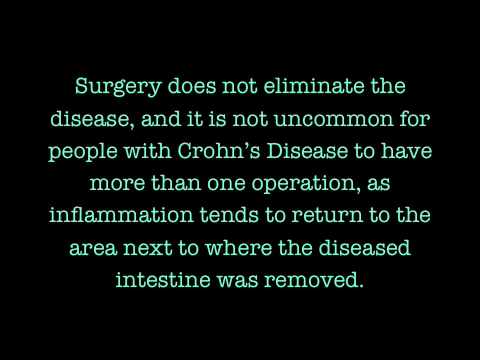 Surgery does not eliminate the
disease, and it is not uncommon for
people with Crohn's Disease to have
more than one operation, as
inflammation tends to return to the
area next to where the diseased
intestine was removed.